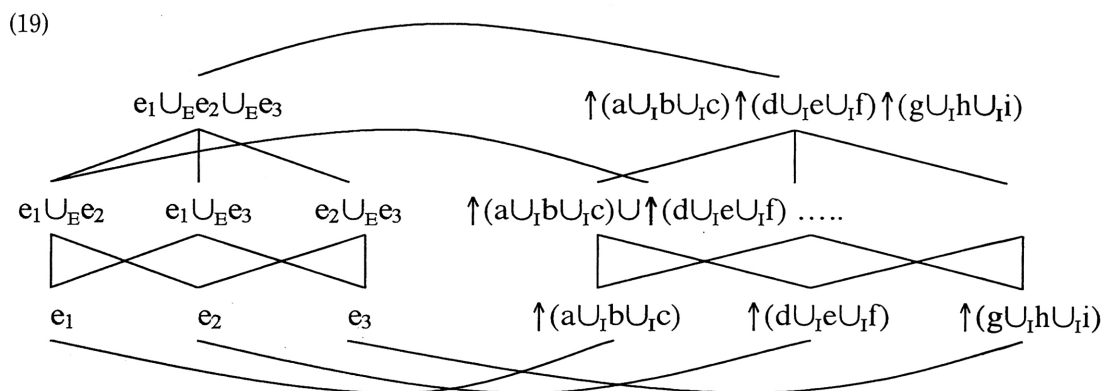 (19)
e₁∪ₑe₂∪ₑe₃ ↑(a∪ᵢb∪ᵢc)↑(d∪ᵢe∪ᵢf)↑(g∪ᵢh∪ᵢi)
e₁∪ₑe₂ e₁∪ₑe₃ e₂∪ₑe₃ ↑(a∪ᵢb∪ᵢc)∪↑(d∪ᵢe∪ᵢf) .....
e₁ e₂ e₃ ↑(a∪ᵢb∪ᵢc) ↑(d∪ᵢe∪ᵢf) ↑(g∪ᵢh∪ᵢi)